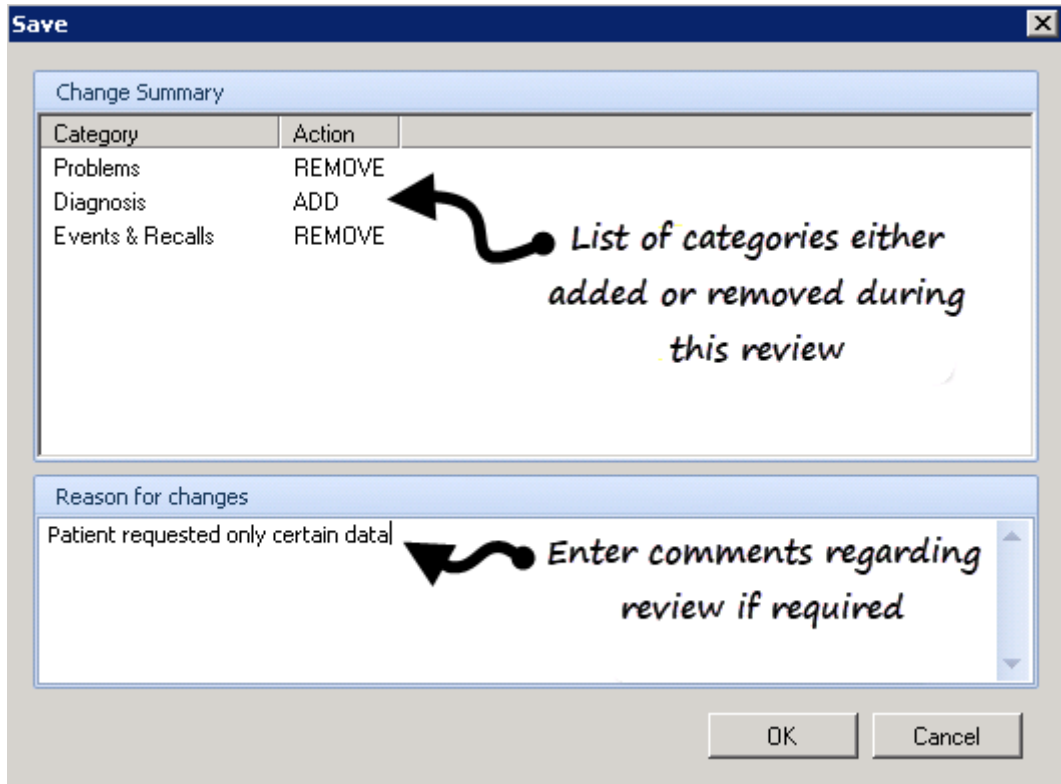 Save
Change Summary
Category Action
Problems REMOVE
Diagnosis ADD
Events & Recalls REMOVE
List of categories either
added or removed during
this review
Reason for changes
Patient requested only certain data
Enter comments regarding
review if required
OK Cancel